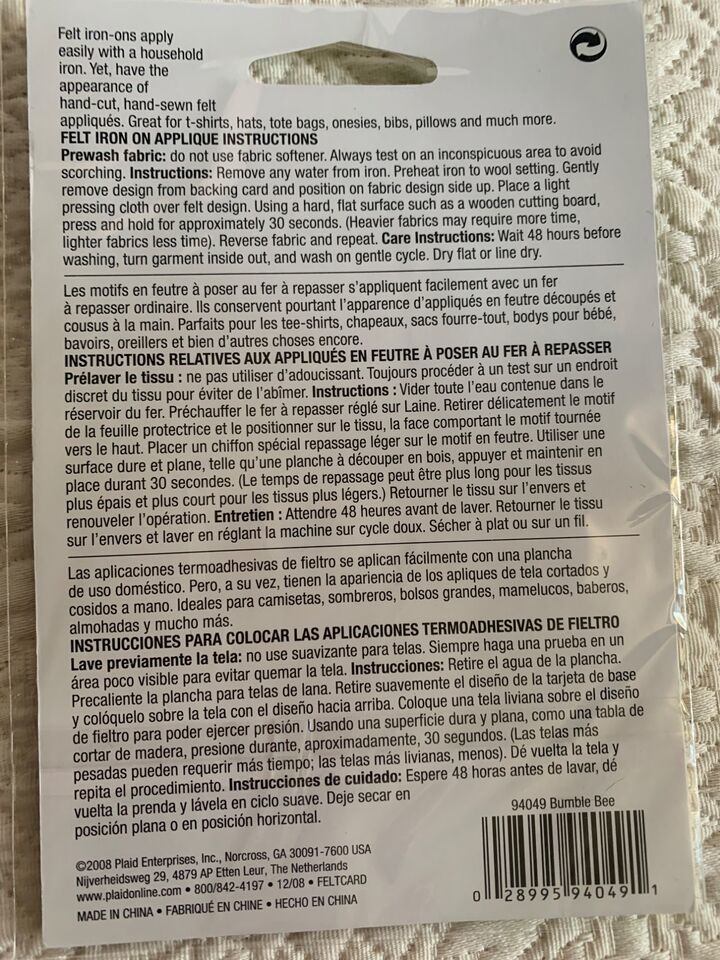 Felt iron-ons apply
easily with a household
iron. Yet, have the
appearance of
hand-cut, hand-sewn felt
appliqués. Great for t-shirts, hats, tote bags, onesies, bibs, pillows and much more.
FELT IRON ON APPLIQUE INSTRUCTIONS
Prewash fabric: do not use fabric softener. Always test on an inconspicuous area to avoid
scorching. Instructions: Remove any water from iron. Preheat iron to wool setting. Gently
remove design from backing card and position on fabric design side up. Place a light
pressing cloth over felt design. Using a hard, flat surface such as a wooden cutting board,
press and hold for approximately 30 seconds. (Heavier fabrics may require more time,
lighter fabrics less time). Reverse fabric and repeat. Care Instructions: Wait 48 hours before
washing, turn garment inside out, and wash on gentle cycle. Dry flat or line dry.
Les motifs en feutre à poser au fer à repasser s'appliquent facilement avec un fer
à repasser ordinaire. Ils conservent pourtant l'apparence d'appliqués en feutre découpés et
cousus à la main. Parfaits pour les tee-shirts, chapeaux, sacs fourre-tout, bodys pour bébé,
bavoirs, oreillers et bien d'autres choses encore.
INSTRUCTIONS RELATIVES AUX APPLIQUÉS EN FEUTRE À POSER AU FER À REPASSER
Prélaver le tissu : ne pas utiliser d'adoucissant. Toujours procéder à un test sur un endroit
discret du tissu pour éviter de l'abîmer. Instructions : Vider toute l'eau contenue dans le
réservoir du fer. Préchauffer le fer à repasser réglé sur Laine. Retirer délicatement le motif
de la feuille protectrice et le positionner sur le tissu, la face comportant le motif tournée
vers le haut. Placer un chiffon spécial repassage léger sur le motif en feutre. Utiliser une
surface dure et plane, telle qu'une planche à découper en bois, appuyer et maintenir en
place durant 30 secondes. (Le temps de repassage peut être plus long pour les tissus
plus épais et plus court pour les tissus plus légers.) Retourner le tissu sur l'envers et
renouveler l'opération. Entretien : Attendre 48 heures avant de laver. Retourner le tissu
sur l'envers et laver en réglant la machine sur cycle doux. Sécher à plat ou sur un fil.
Las aplicaciones termoadhesivas de fieltro se aplican fácilmente con una plancha
de uso doméstico. Pero, a su vez, tienen la apariencia de los apliques de tela cortados y
cosidos a mano. Ideales para camisetas, sombreros, bolsos grandes, mamelucos, baberos,
almohadas y mucho más.
INSTRUCCIONES PARA COLOCAR LAS APLICACIONES TERMOADHESIVAS DE FIELTRO
Lave previamente la tela: no use suavizante para telas. Siempre haga una prueba en un
área poco visible para evitar quemar la tela. Instrucciones: Retire el agua de la plancha.
Precaliente la plancha para telas de lana. Retire suavemente el diseño de la tarjeta de base
y colóquelo sobre la tela con el diseño hacia arriba. Coloque una tela liviana sobre el diseño
de fieltro para poder ejercer presión. Usando una superficie dura y plana, como una tabla de
cortar de madera, presione durante, aproximadamente, 30 segundos. (Las telas más
pesadas pueden requerir más tiempo; las telas más livianas, menos). Dé vuelta la tela y
repita el procedimiento. Instrucciones de cuidado: Espere 48 horas antes de lavar, dé
vuelta la prenda y lávela en ciclo suave. Deje secar en
posición plana o en posición horizontal.
94049 Bumble Bee
©2008 Plaid Enterprises, Inc., Norcross, GA 30091-7600 USA
Nijverheidsweg 29, 4879 AP Etten Leur, The Netherlands
www.plaidonline.com • 800/842-4197 • 12/08 • FELTCARD
MADE IN CHINA • FABRIQUÉ EN CHINE • HECHO EN CHINA
0 28995 94049 1